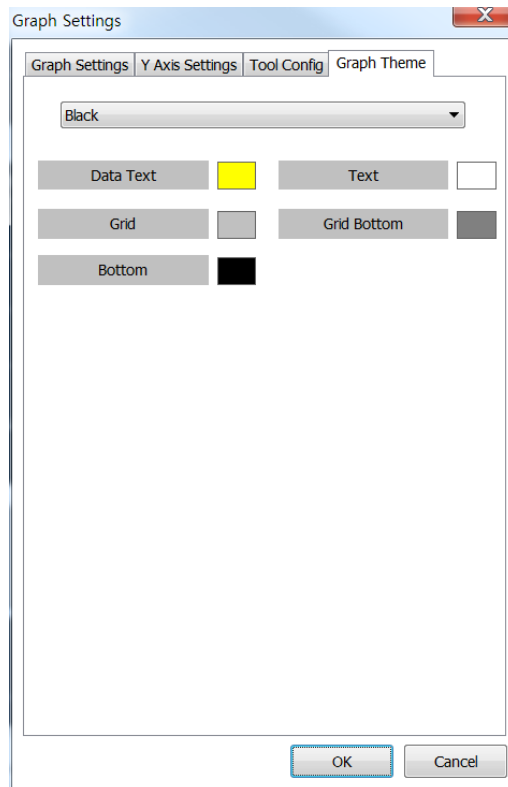 Graph Settings
X
Graph Settings Y Axis Settings Tool Config Graph Theme
Black
Data Text Text
Grid Grid Bottom
Bottom
OK Cancel